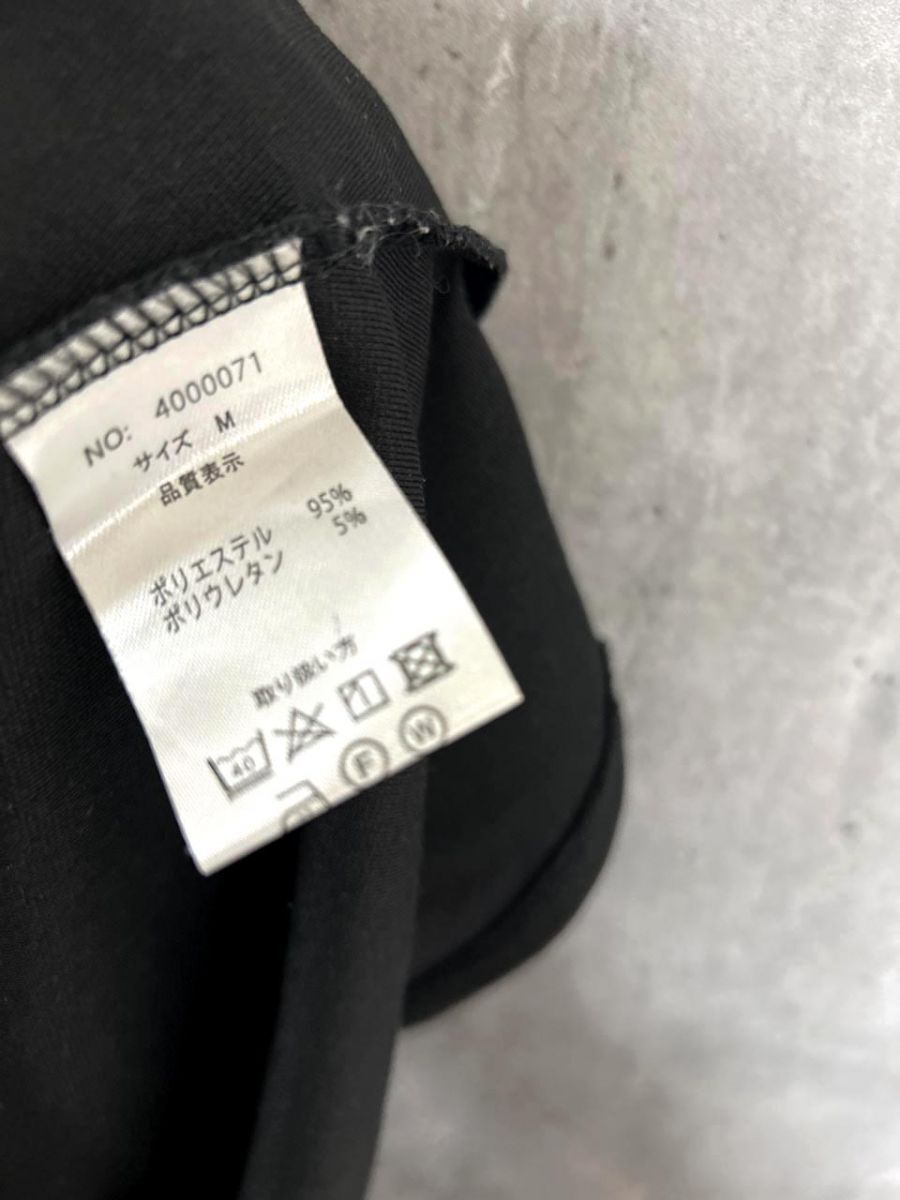 NO: 4000071
サイズ M
品質表示
ポリエステル 95%
ポリウレタン 5%
取り扱い方
40
F W